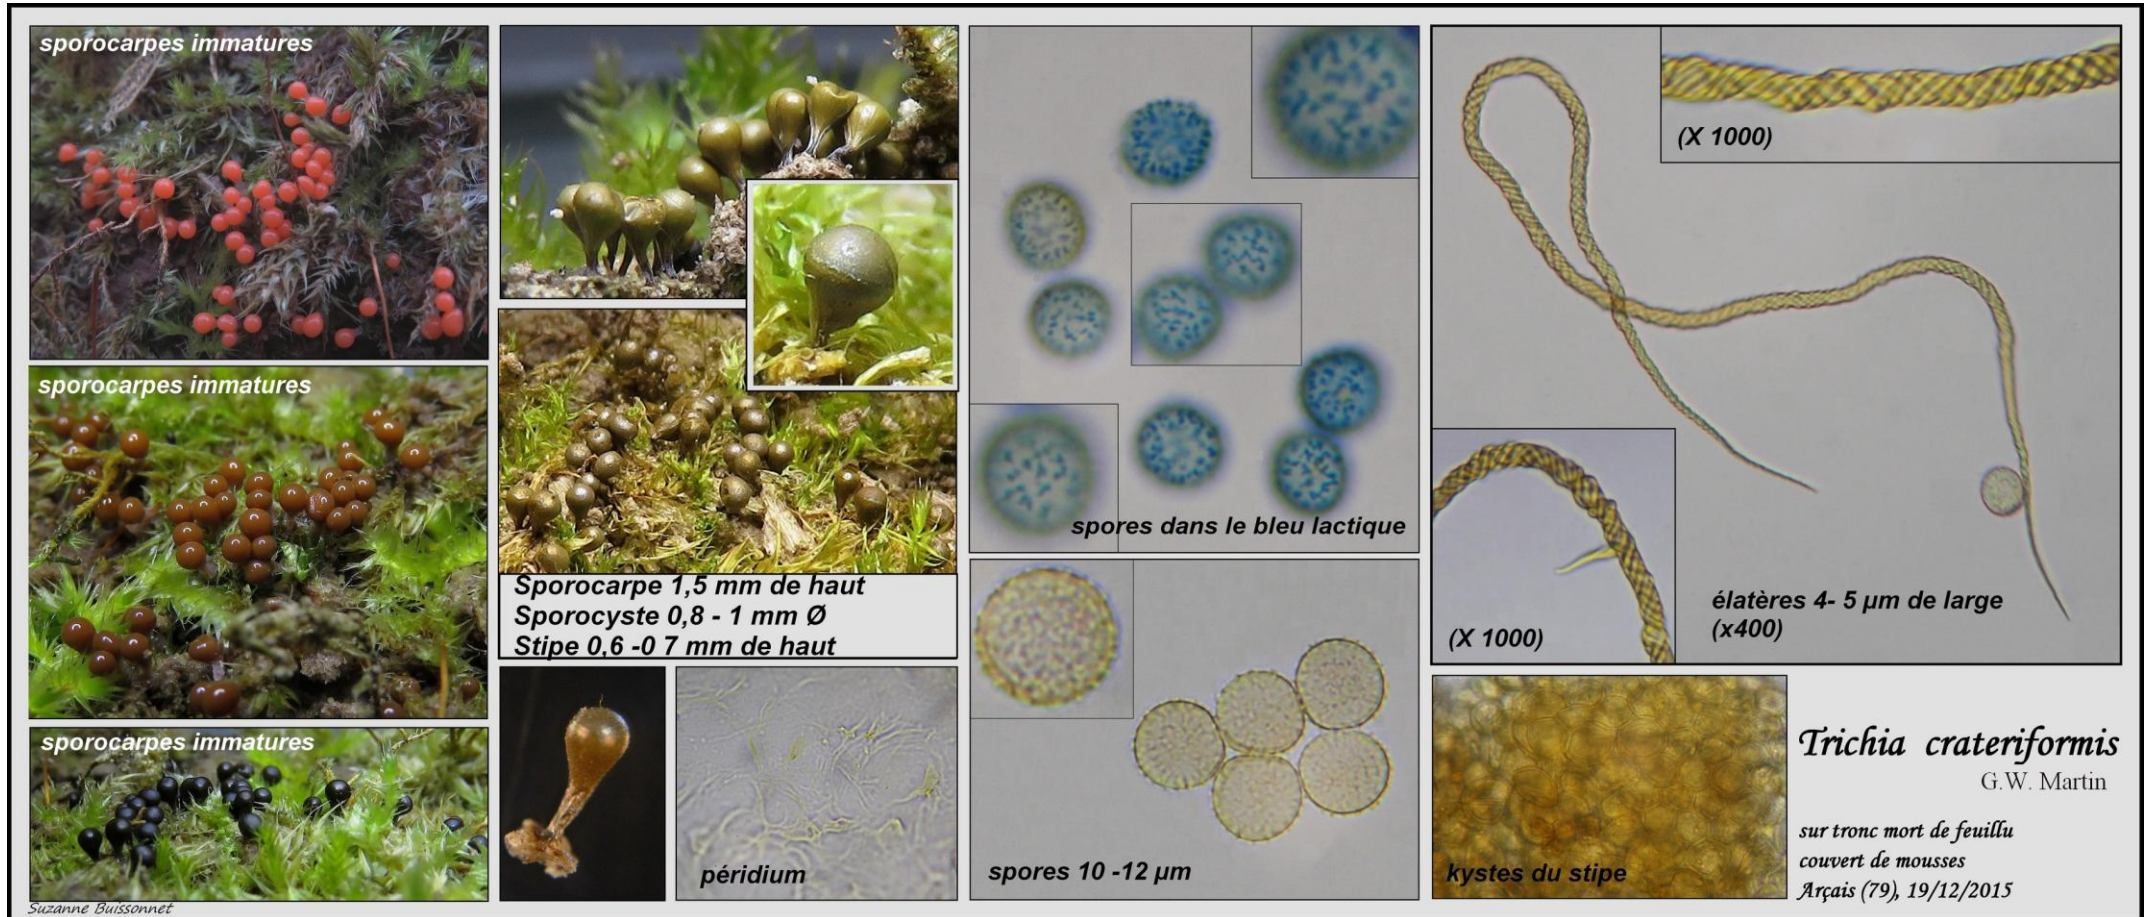 sporocarpes immatures
sporocarpes immatures
sporocarpes immatures
Suzanne Buissonnet
Sporocarpe 1,5 mm de haut
Sporocyste 0,8 - 1 mm Ø
Stipe 0,6 -0 7 mm de haut
péridium
spores dans le bleu lactique
spores 10 -12 µm
(X 1000)
(X 1000)
élatères 4- 5 µm de large
(x400)
kystes du stipe
Trichia crateriformis
G.W. Martin
sur tronc mort de feuillu
couvert de mousses
Arçais (79), 19/12/2015